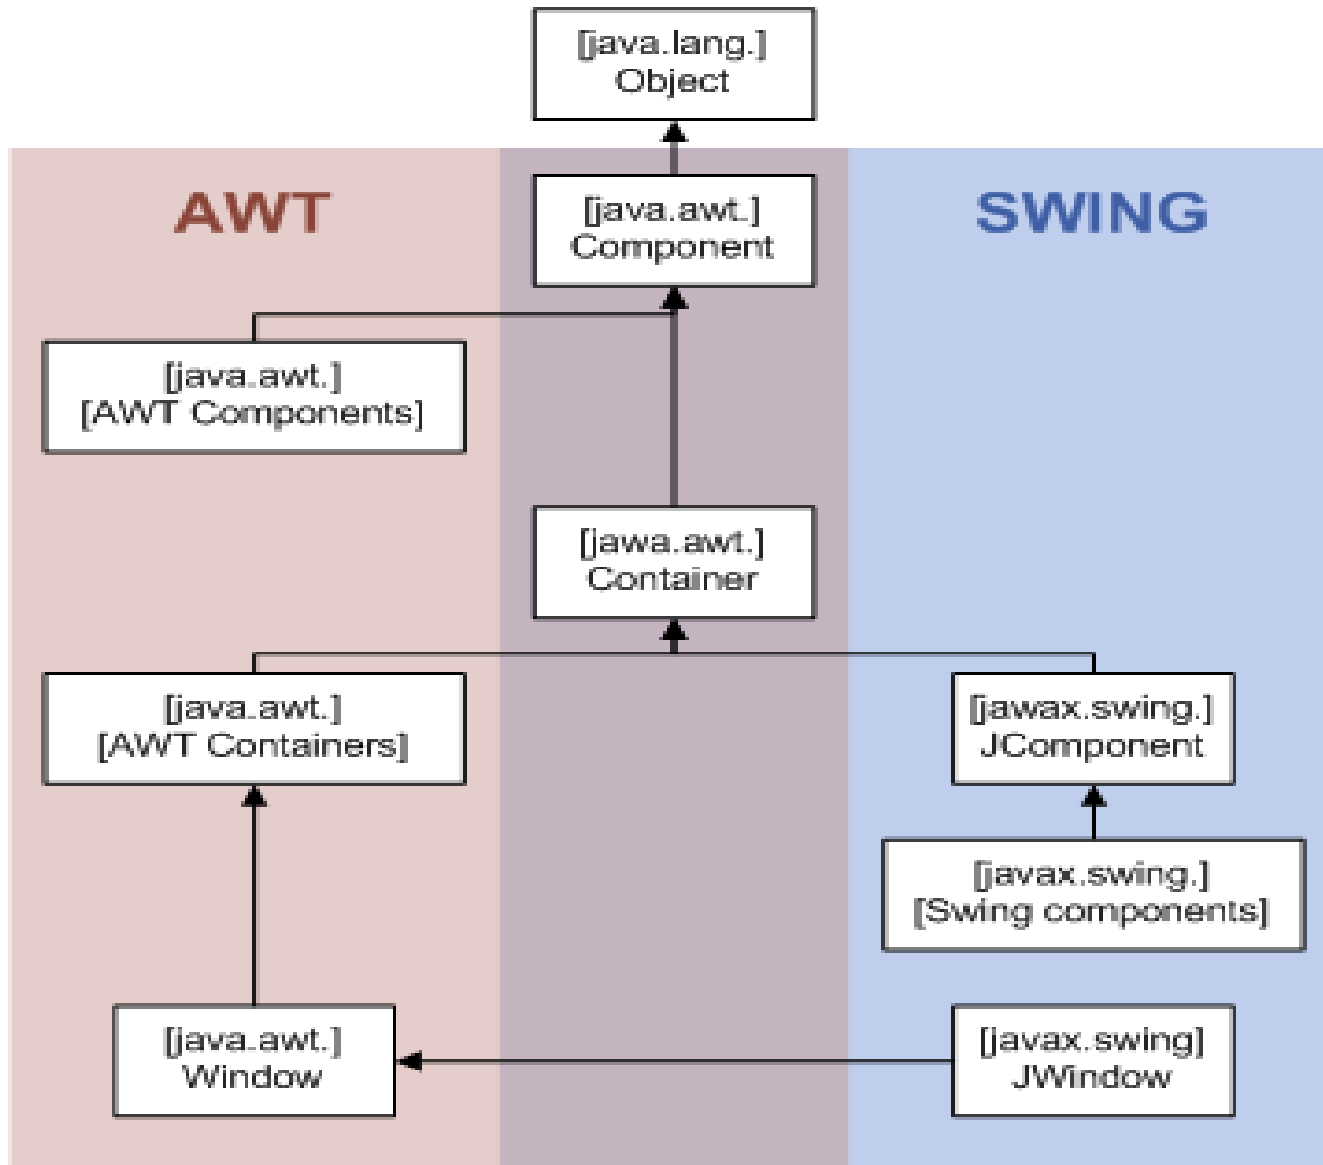 [java.lang.]
Object
AWT
SWING
[java.awt.]
Component
[java.awt.]
[AWT Components]
[jawa.awt.]
Container
[java.awt.]
[AWT Containers]
[jawax.swing.]
JComponent
[javax.swing.]
[Swing components]
[java.awt.]
Window
[javax.swing]
JWindow